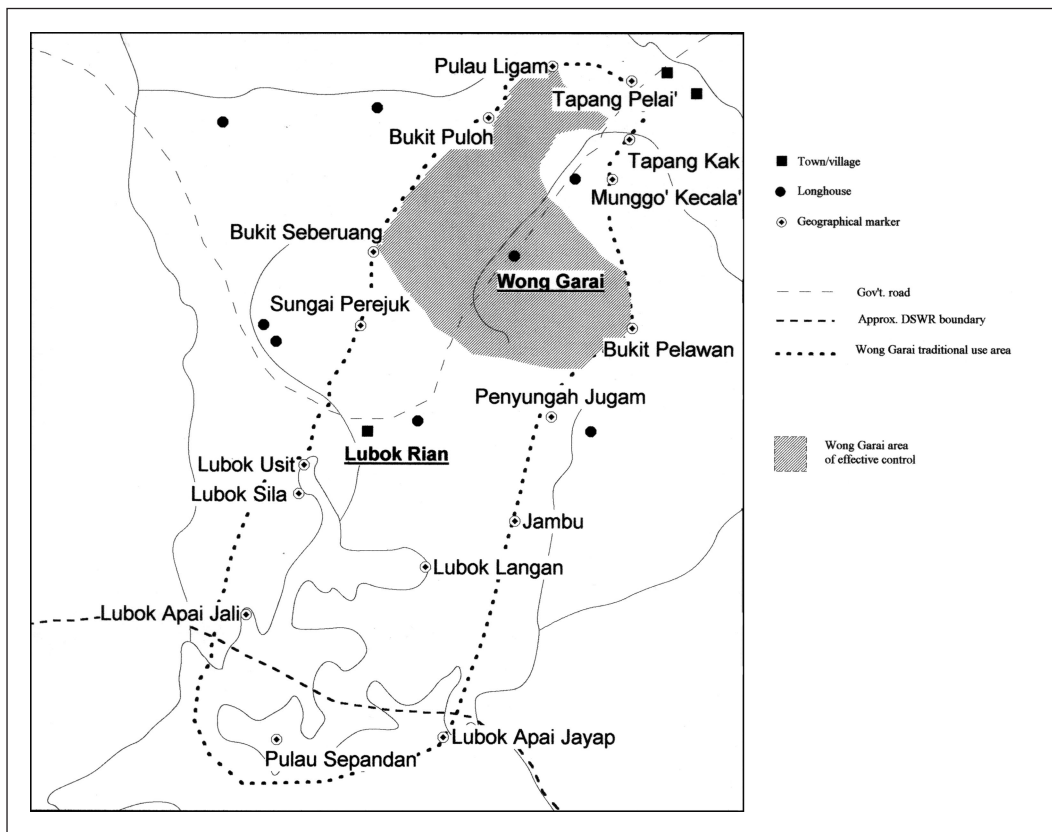 Pulau Ligam
Tapang Pelai'
Bukit Puloh
Tapang Kak
Munggo' Kecala'
Bukit Seberuang
Wong Garai
Sungai Perejuk
Bukit Pelawan
Penyungah Jugam
Lubok Rian
Lubok Usit
Lubok Sila
Jambu
Lubok Langan
Lubok Apai Jali
Lubok Apai Jayap
Pulau Sepandan
Town/village
Longhouse
Geographical marker
Gov't. road
Approx. DSWR boundary
Wong Garai traditional use area
Wong Garai area
of effective control